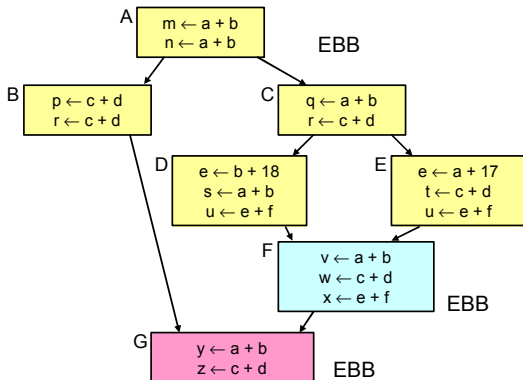 A
m ← a + b
n ← a + b
EBB
B
p ← c + d
r ← c + d
C
q ← a + b
r ← c + d
D
e ← b + 18
s ← a + b
u ← e + f
E
e ← a + 17
t ← c + d
u ← e + f
F
v ← a + b
w ← c + d
x ← e + f
EBB
G
y ← a + b
z ← c + d
EBB